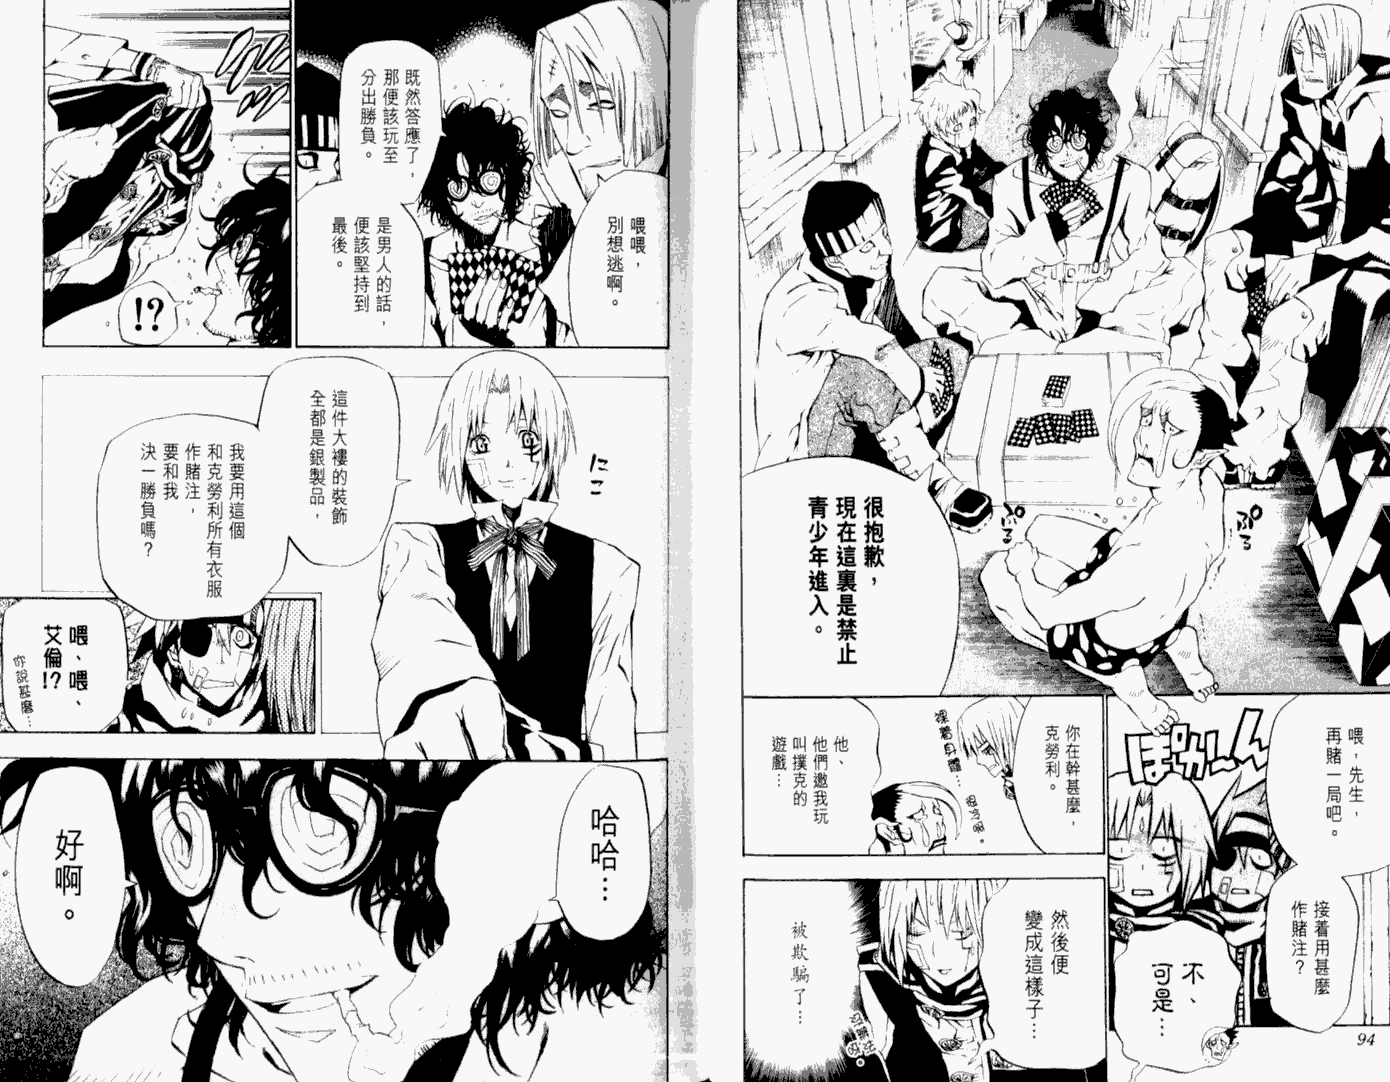 很抱歉，
現在這裏是禁止
青少年進入。
ぷる
ぷる
喂，先生，
再賭一局吧。
接着用甚麼
作賭注？
ぽかーん
不、
可是…
你在幹甚麼，
克勞利。
裸着身體…
很冷啊。
他、
他們邀我玩
叫撲克的
遊戲…
然後便
變成這樣子…
被欺騙了…
94
喂喂，
別想逃啊。
既然答應了，
那便該玩至
分出勝負。
是男人的話，
便該堅持到
最後。
!?
にこ
這件大褸的裝飾
全都是銀製品，
我要用這個
和克勞利所有衣服
作賭注，
要和我
決一勝負嗎？
喂、喂、
艾倫!?
你說甚麼…
哈
哈…
好啊。